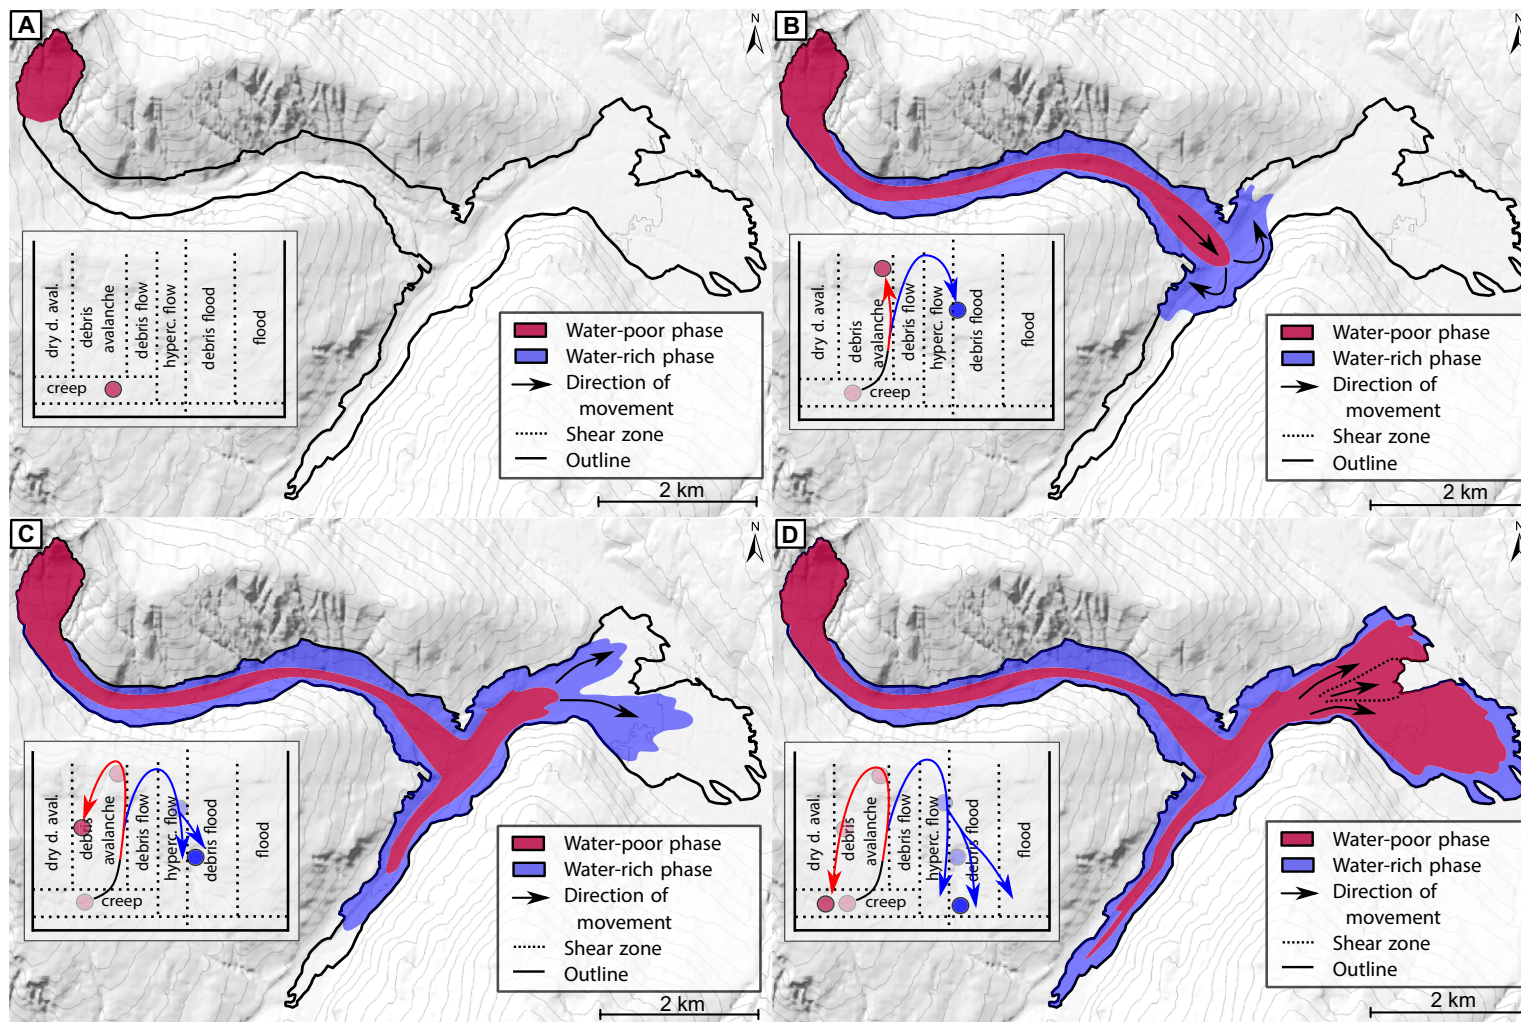 A
N
dry d. aval.
debris
avalanche
debris flow
hyperc. flow
debris flood
flood
creep
Water-poor phase
Water-rich phase
Direction of
movement
Shear zone
Outline
2 km
B
N
dry d. aval.
debris
avalanche
debris flow
hyperc. flow
debris flood
flood
creep
Water-poor phase
Water-rich phase
Direction of
movement
Shear zone
Outline
2 km
C
N
dry d. aval.
debris
avalanche
debris flow
hyperc. flow
debris flood
flood
creep
Water-poor phase
Water-rich phase
Direction of
movement
Shear zone
Outline
2 km
D
N
dry d. aval.
debris
avalanche
debris flow
hyperc. flow
debris flood
flood
creep
Water-poor phase
Water-rich phase
Direction of
movement
Shear zone
Outline
2 km